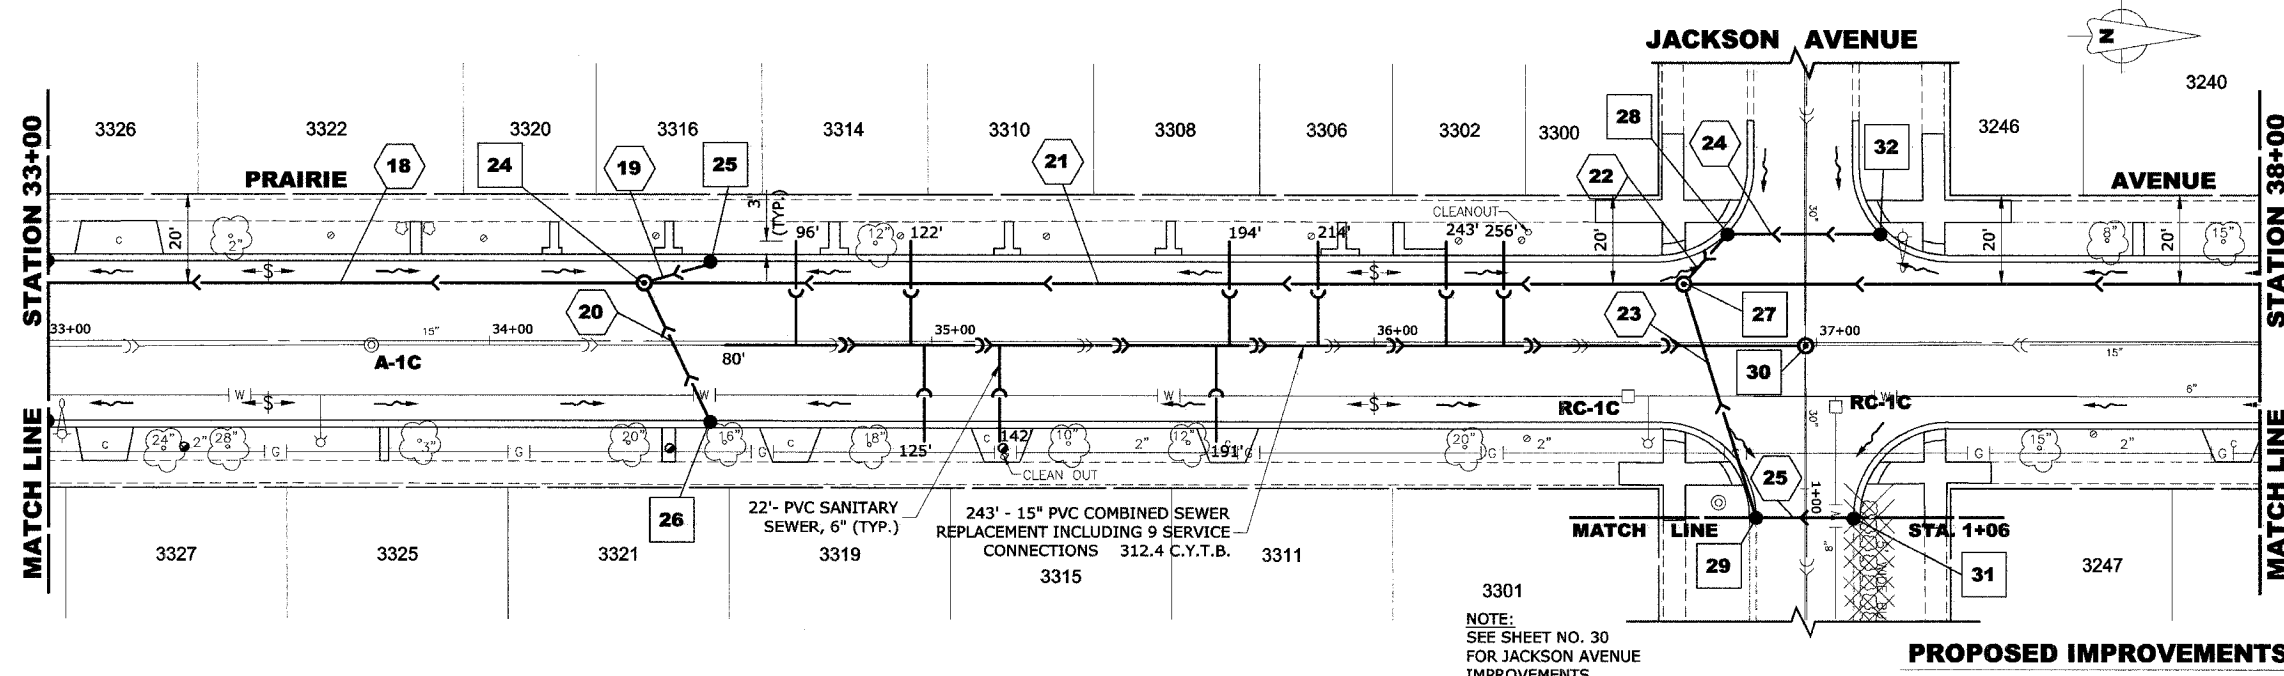 JACKSON AVENUE
N
3240
3326
3322
3320
3316
3314
3310
3308
3306
3302
3300
3246
28
24
32
18
24
19
25
21
22
PRAIRIE
AVENUE
STATION 33+00
STATION 38+00
3'
(TYP.)
CLEANOUT
30"
20'
C
2"
12"
96'
122'
194'
214'
243'
256'
20'
20'
8"
20'
15"
$
$
20
23
27
33+00
15"
34+00
35+00
36+00
37+00
A-1C
80'
30
15"
W
$
W
W
$
RC-1C
30"
W
RC-1C
6"
MATCH LINE
MATCH LINE
C
24"
2"
28"
G
3"
G
20"
16"
G
C
18"
125'
C
142'
10"
2"
12"
C
191'
G
20"
G
2"
G
15"
2"
C
G
CLEAN OUT
25
1+00
26
22'- PVC SANITARY
SEWER, 6" (TYP.)
243' - 15" PVC COMBINED SEWER
REPLACEMENT INCLUDING 9 SERVICE
CONNECTIONS 312.4 C.Y.T.B.
MATCH LINE
STA. 1+06
W
8"
29
31
3327
3325
3321
3319
3315
3311
3301
3247
NOTE:
SEE SHEET NO. 30
FOR JACKSON AVENUE
IMPROVEMENTS
PROPOSED IMPROVEMENTS